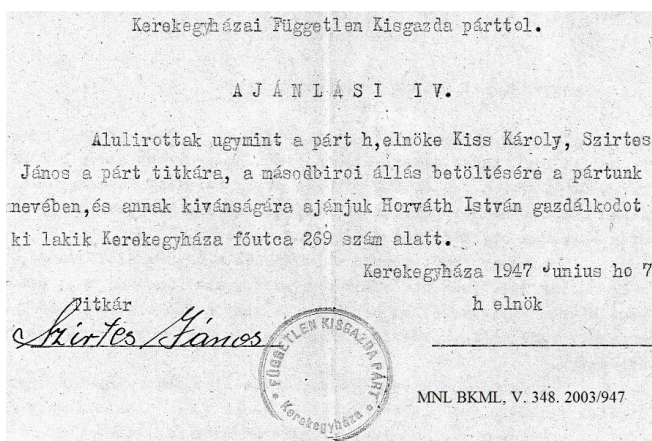 Kerekegyházai Független Kisgazda párttol.
AJÁNLÁSI IV.
Alulirottak ugymint a párt h,elnöke Kiss Károly, Szirtes
János a párt titkára, a másodbiroi állás betöltésére a pártunk
nevében,és annak kivánságára ajánjuk Horváth István gazdálkodot
ki lakik Kerekegyháza főutca 269 szám alatt.
Kerekegyháza 1947 Junius ho 7
Titkár
h elnök
Szirtes János
FÜGGETLEN KISGAZDA PÁRT
Kerekegyháza
MNL BKML, V. 348. 2003/947